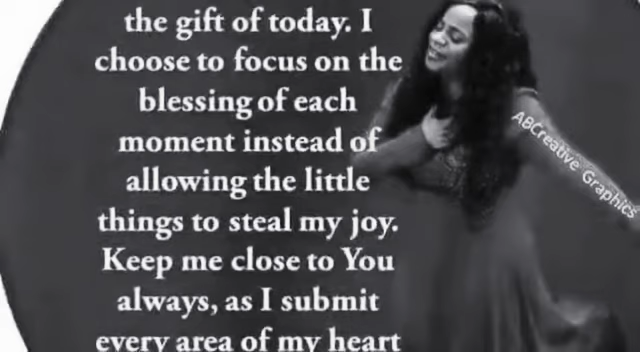 the gift of today. I
choose to focus on the
blessing of each
moment instead of
allowing the little
things to steal my joy.
Keep me close to You
always, as I submit
every area of my heart
ABCreative Graphics